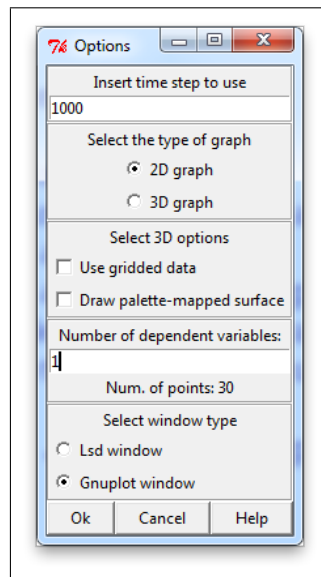 Options
Insert time step to use
1000
Select the type of graph
2D graph
3D graph
Select 3D options
Use gridded data
Draw palette-mapped surface
Number of dependent variables:
1
Num. of points: 30
Select window type
Lsd window
Gnuplot window
Ok Cancel Help